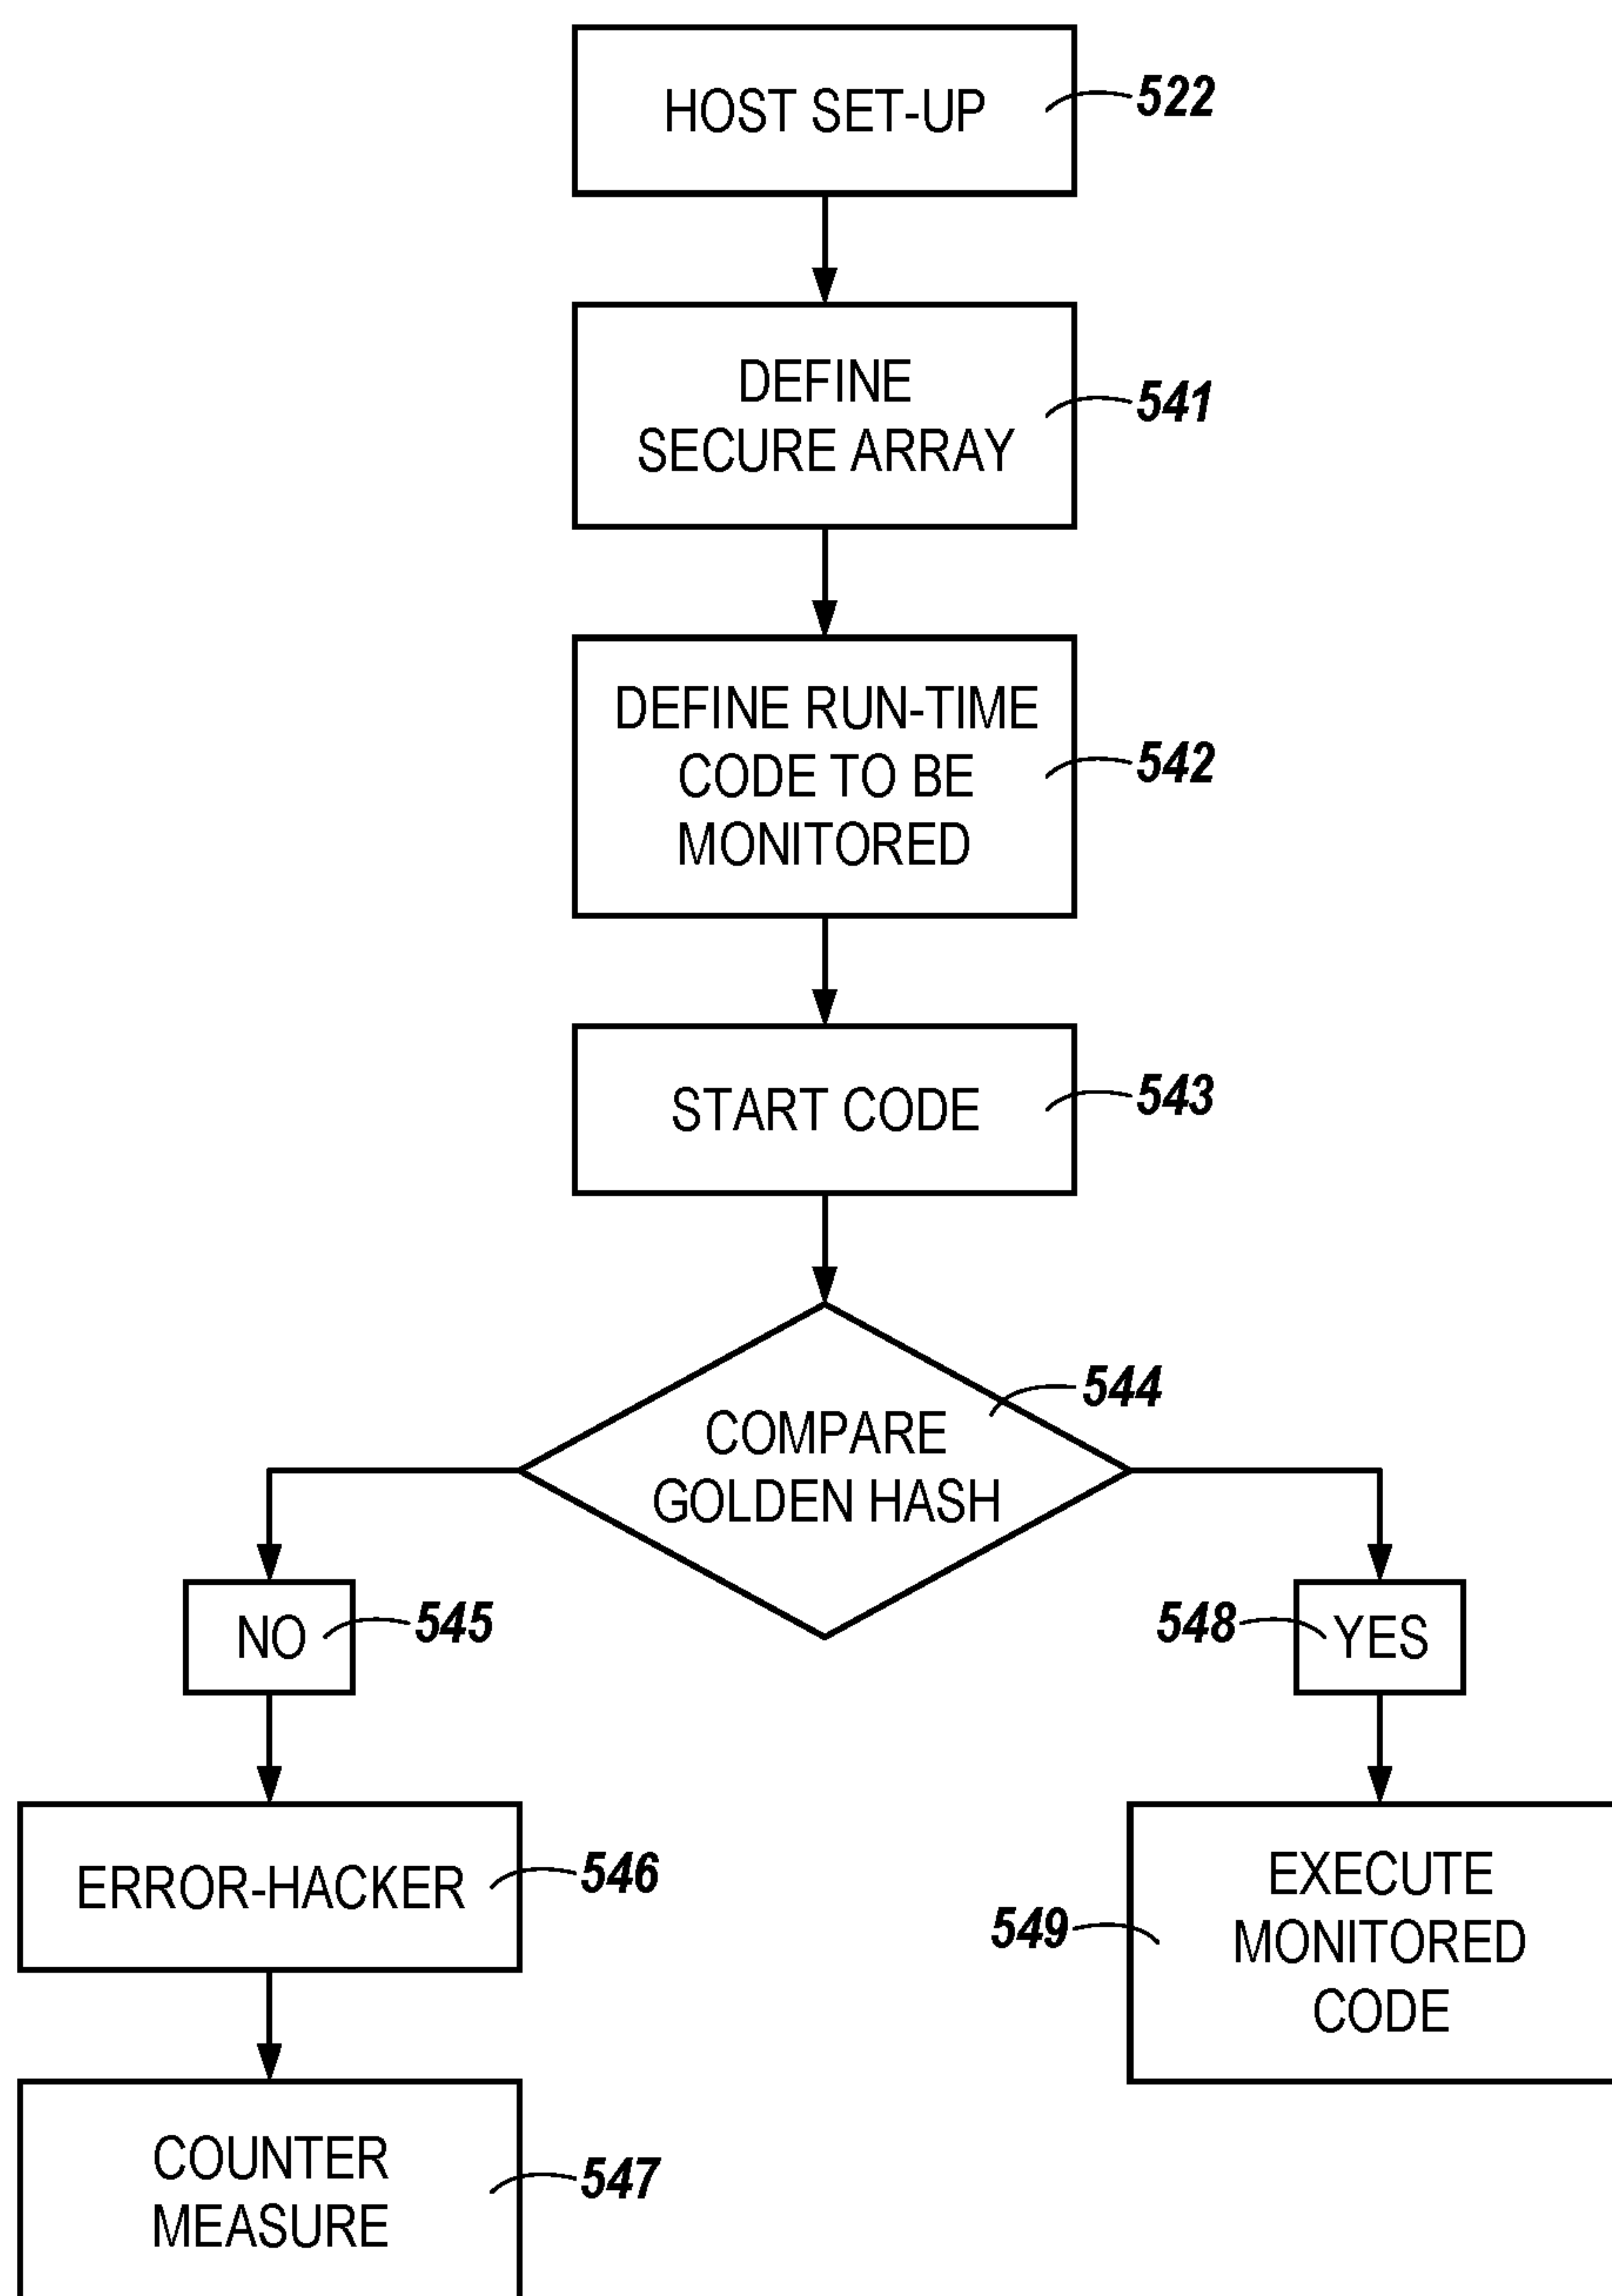 HOST SET-UP
522
DEFINE
SECURE ARRAY
541
DEFINE RUN-TIME
CODE TO BE
MONITORED
542
START CODE
543
COMPARE
GOLDEN HASH
544
NO
545
548
YES
ERROR-HACKER
546
549
EXECUTE
MONITORED
CODE
COUNTER
MEASURE
547